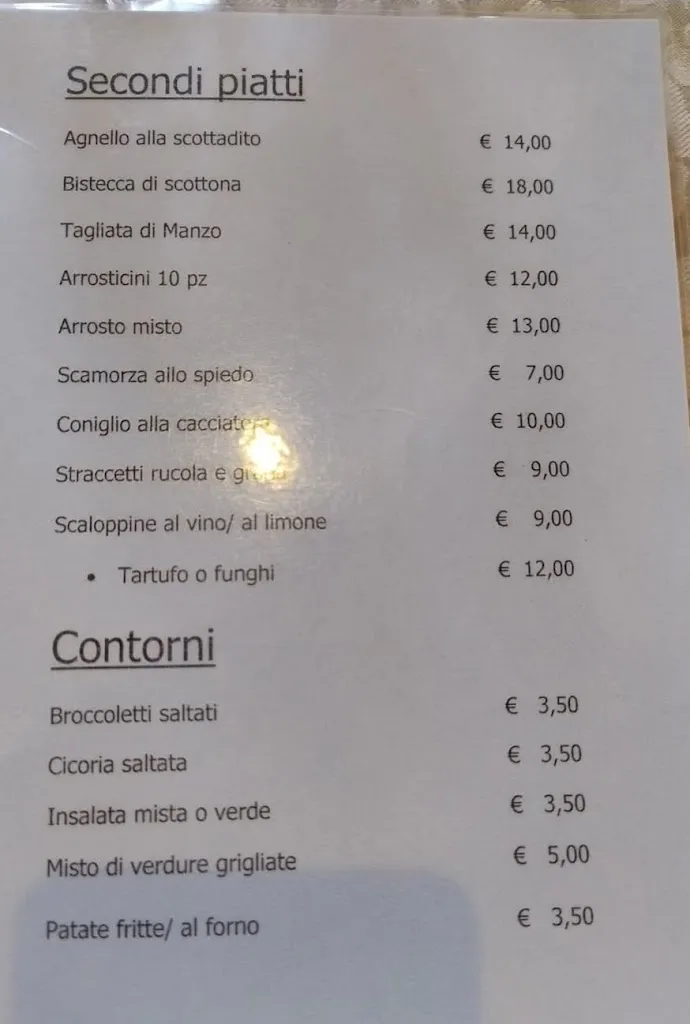 Secondi piatti
Agnello alla scottadito € 14,00
Bistecca di scottona € 18,00
Tagliata di Manzo € 14,00
Arrosticini 10 pz € 12,00
Arrosto misto € 13,00
Scamorza allo spiedo € 7,00
Coniglio alla cacciatora € 10,00
Straccetti rucola e € 9,00
Scaloppine al vino/ al limone € 9,00
• Tartufo o funghi € 12,00
Contorni
Broccoletti saltati € 3,50
Cicoria saltata € 3,50
Insalata mista o verde € 3,50
Misto di verdure grigliate € 5,00
Patate fritte/ al forno € 3,50